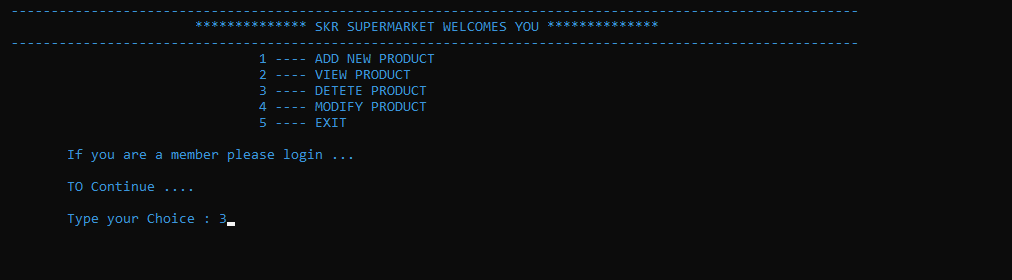 ----------------------------------------------------------------------------------------------------------
************** SKR SUPERMARKET WELCOMES YOU **************
----------------------------------------------------------------------------------------------------------
1 ---- ADD NEW PRODUCT
2 ---- VIEW PRODUCT
3 ---- DETETE PRODUCT
4 ---- MODIFY PRODUCT
5 ---- EXIT
If you are a member please login ...
TO Continue ....
Type your Choice : 3